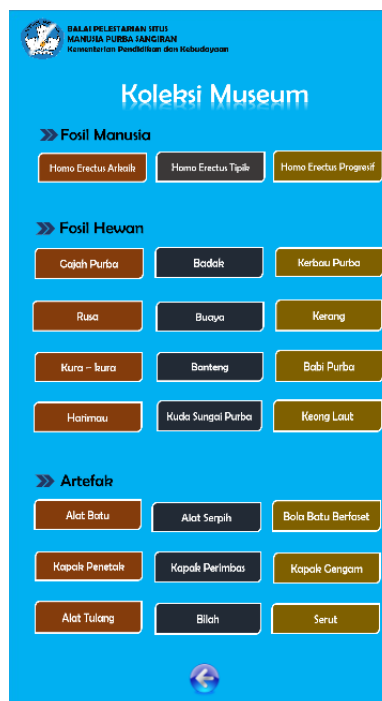 BALAI PELESTARIAN SITUS
MANUSIA PURBA SANGIRAN
Kementarian Pendidikan dan Kebudayaan
Koleksi Museum
Fosil Manusia
Homo Erectus Arkaik
Homo Erectus Tipik
Homo Erectus Progresif
Fosil Hewan
Gajah Purba
Badak
Kerbau Purba
Rusa
Buaya
Kerang
Kura – kura
Banteng
Babi Purba
Harimau
Kuda Sungai Purba
Keong Laut
Artefak
Alat Batu
Alat Serpih
Bola Batu Berfaset
Kapak Penetak
Kapak Perimbas
Kapak Gengam
Alat Tulang
Bilah
Serut